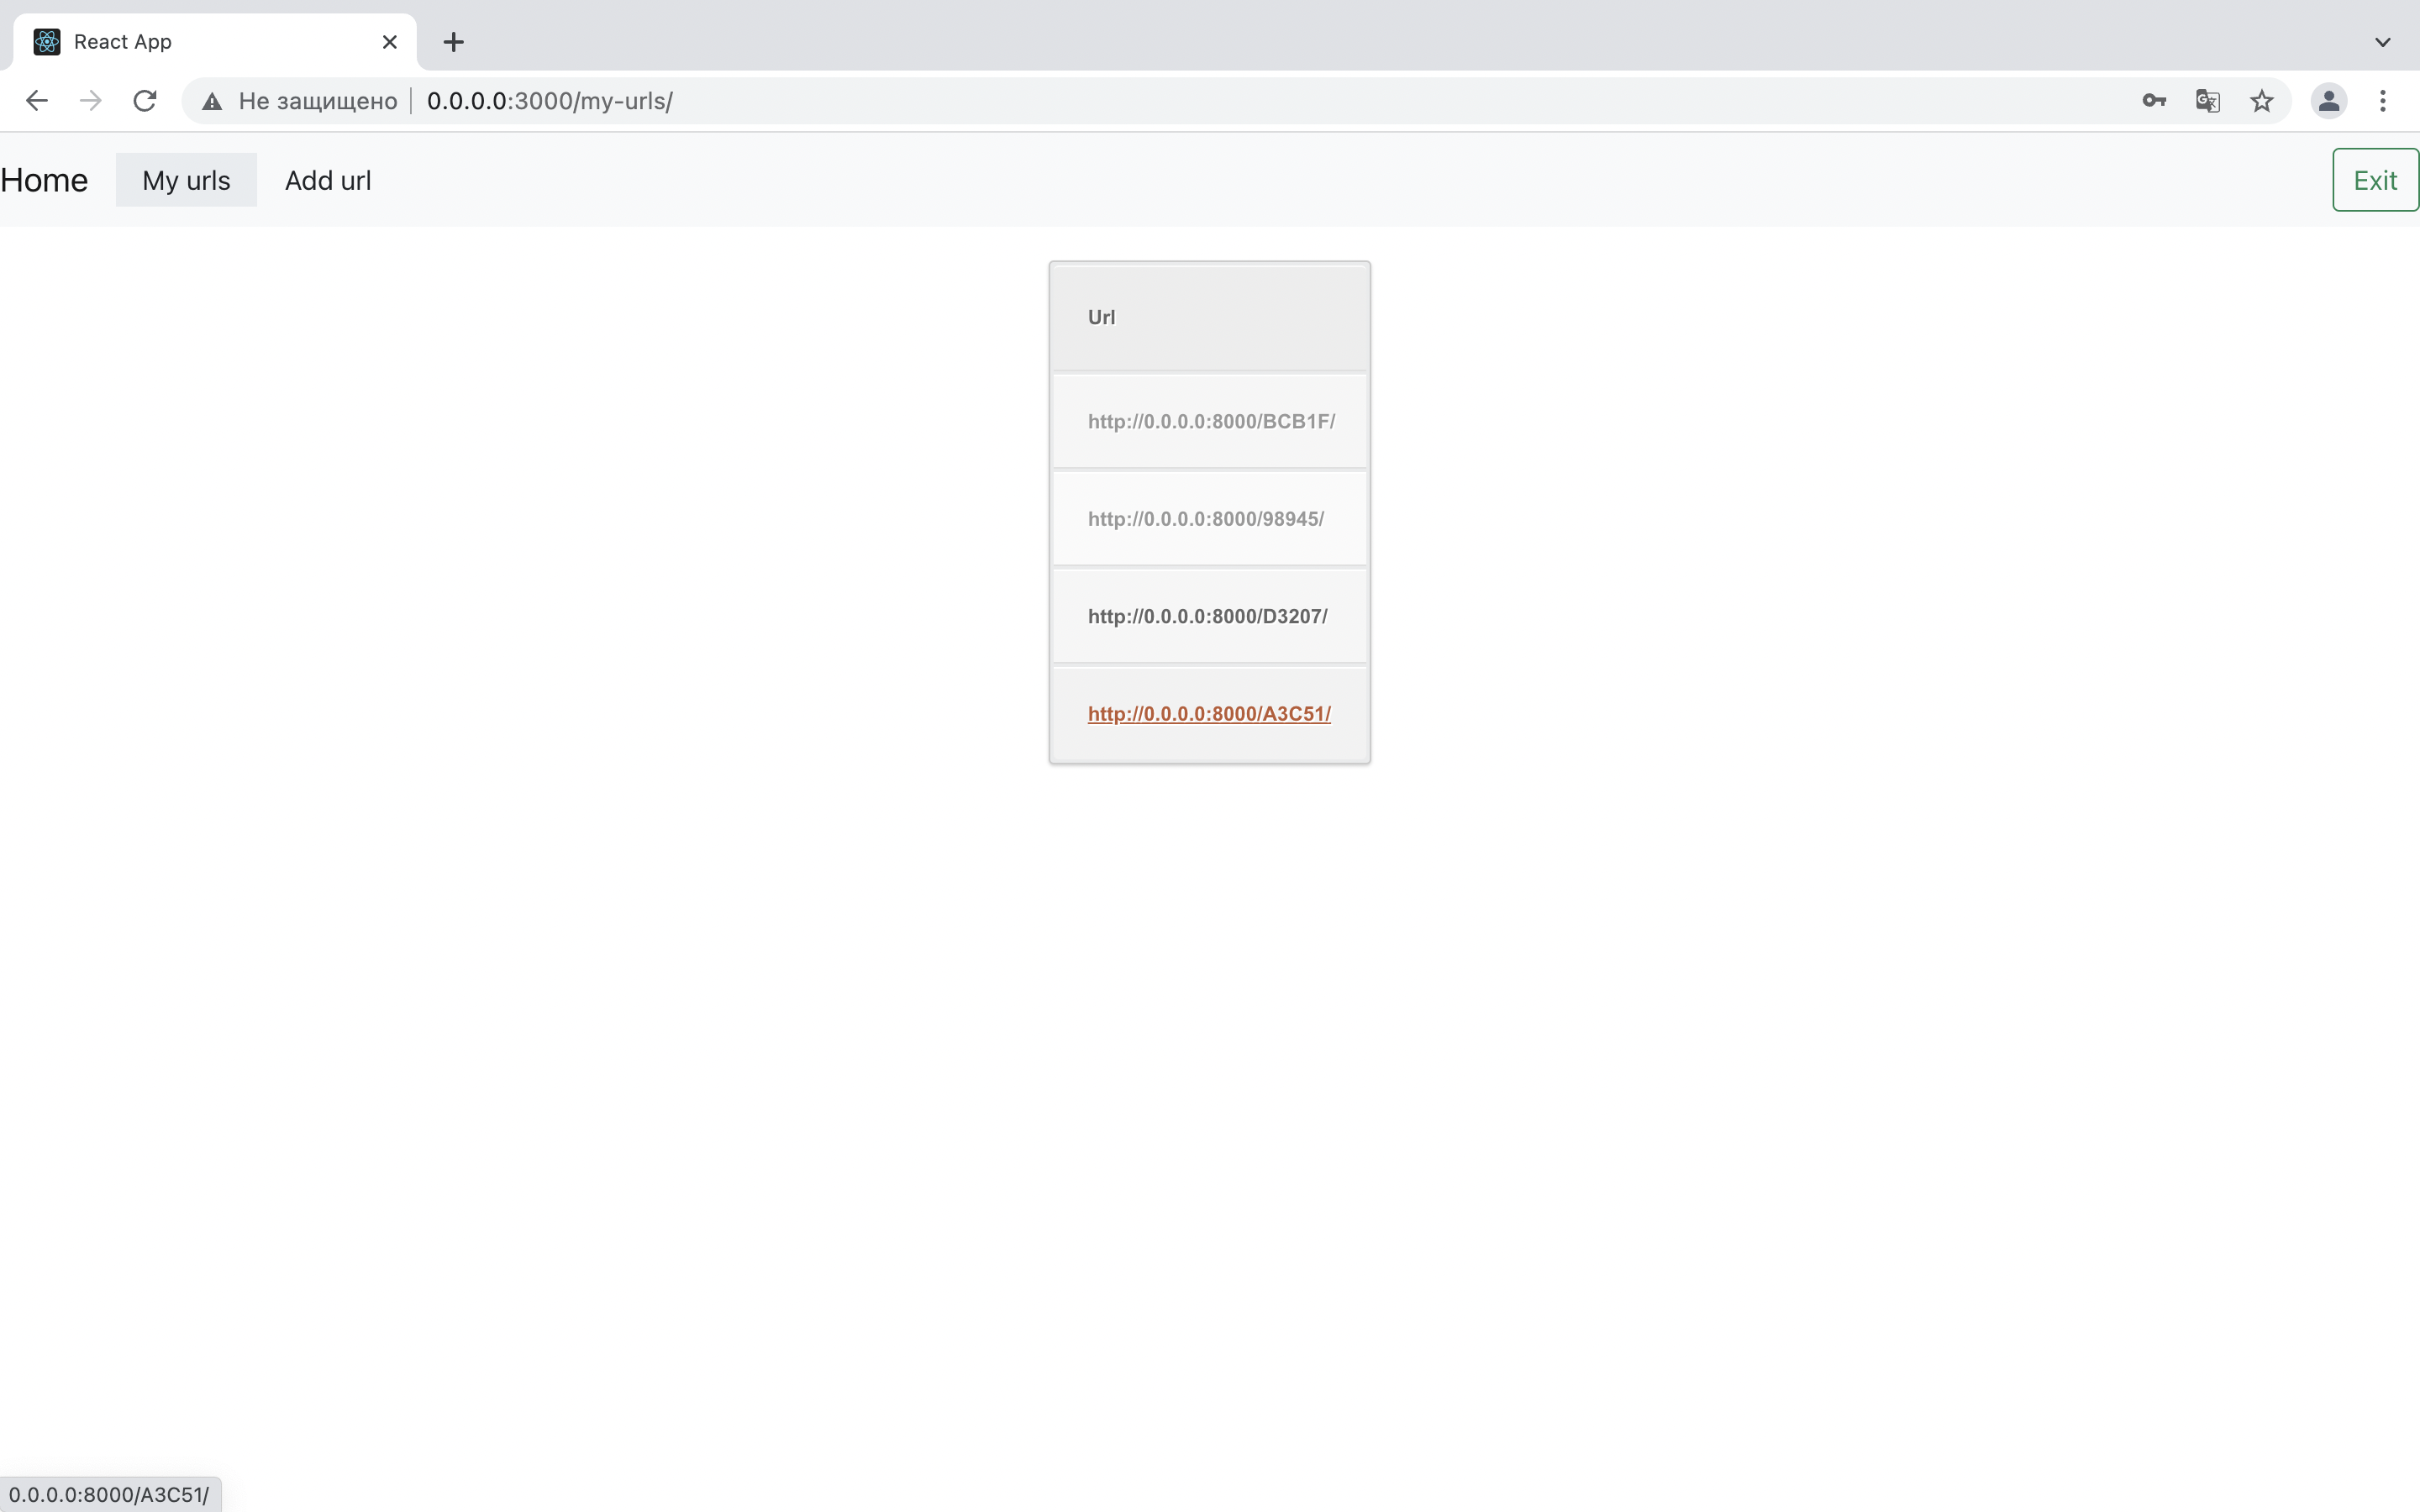 React App
Не защищено 0.0.0.0:3000/my-urls/
Home My urls Add url Exit
Url
http://0.0.0.0:8000/BCB1F/
http://0.0.0.0:8000/98945/
http://0.0.0.0:8000/D3207/
http://0.0.0.0:8000/A3C51/
0.0.0.0:8000/A3C51/